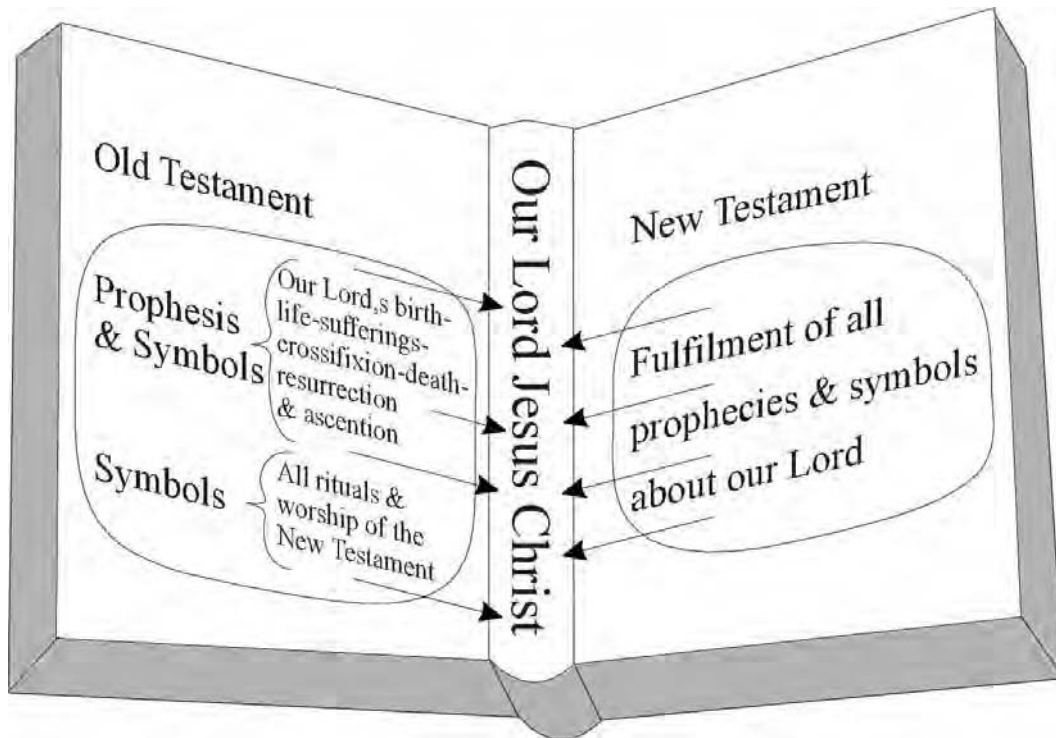 Old Testament
Prophesis
& Symbols
Our Lord,s birth-
life-sufferings-
crossifixion-death-
resurrection
& ascention
Symbols
All rituals &
worship of the
New Testament
Our Lord Jesus Christ
New Testament
Fulfilment of all
prophecies & symbols
about our Lord